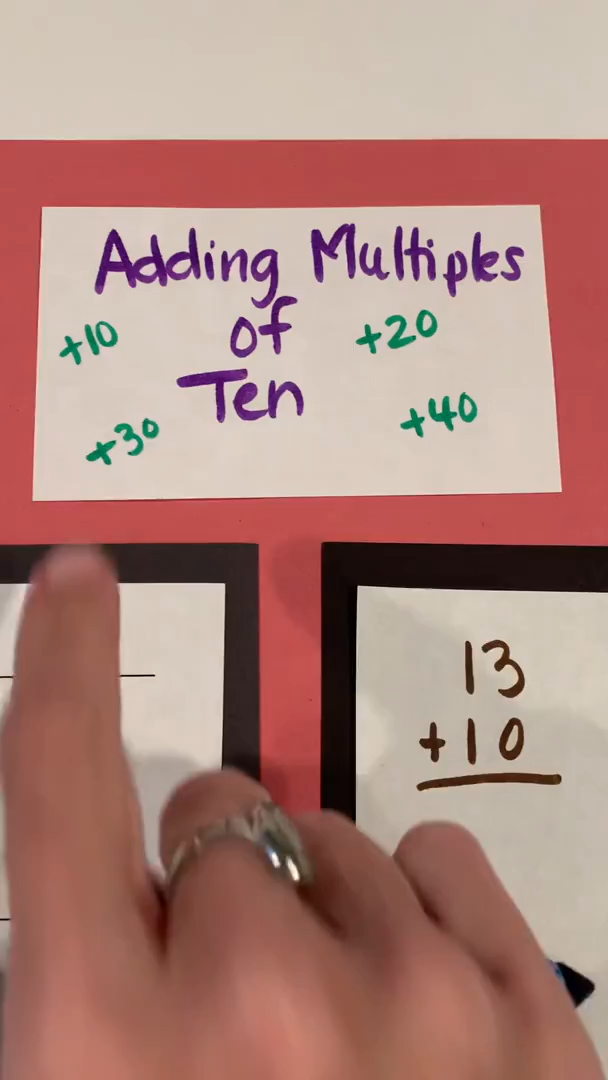 Adding Multiples
+10 of +20
Ten
+30 +40
13
+10